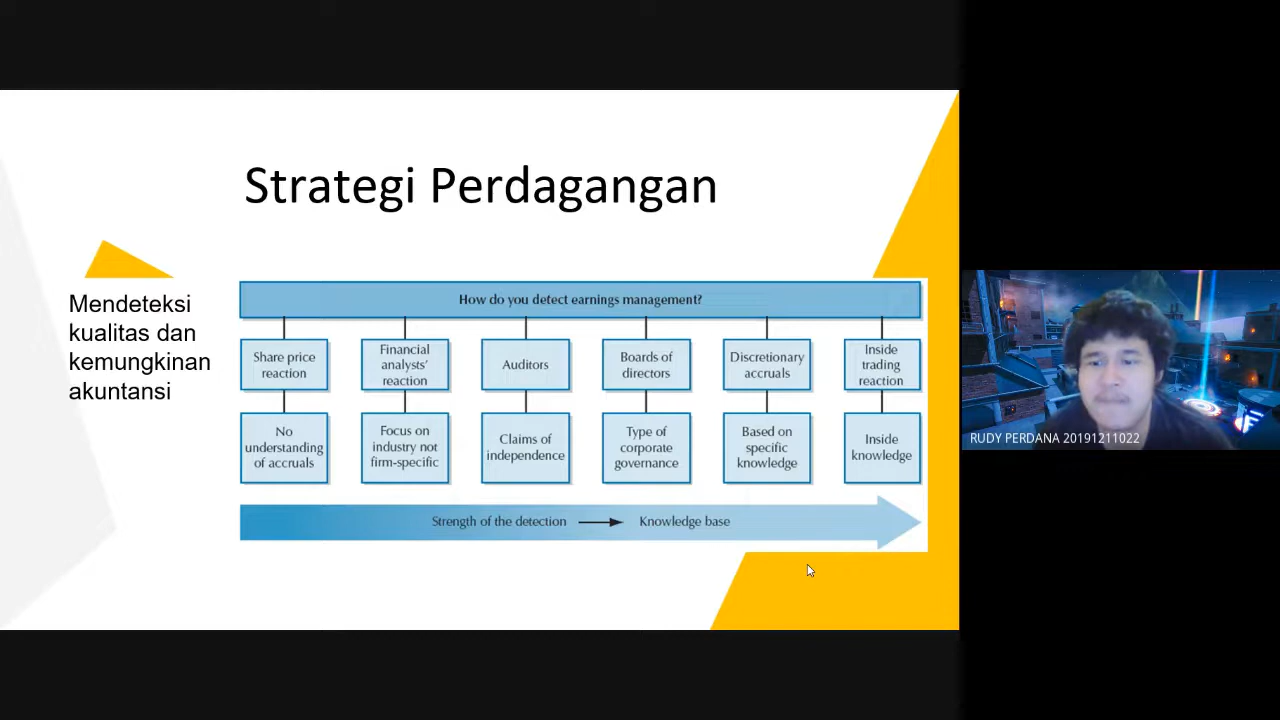 Strategi Perdagangan
Mendeteksi
kualitas dan
kemungkinan
akuntansi
How do you detect earnings management?
Share price
reaction
Financial
analysts'
reaction
Auditors
Boards of
directors
Discretionary
accruals
Inside
trading
reaction
No
understanding
of accruals
Focus on
industry not
firm-specific
Claims of
independence
Type of
corporate
governance
Based on
specific
knowledge
Inside
knowledge
Strength of the detection → Knowledge base
RUDY PERDANA 20191211022